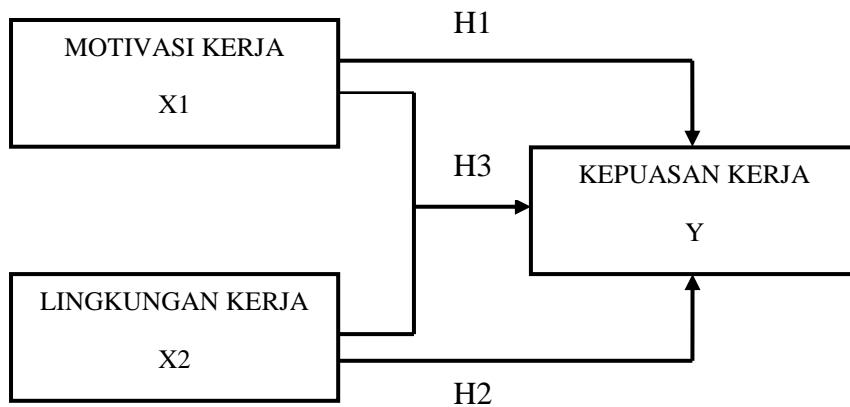 H1
MOTIVASI KERJA
X1
H3
KEPUASAN KERJA
Y
LINGKUNGAN KERJA
X2
H2